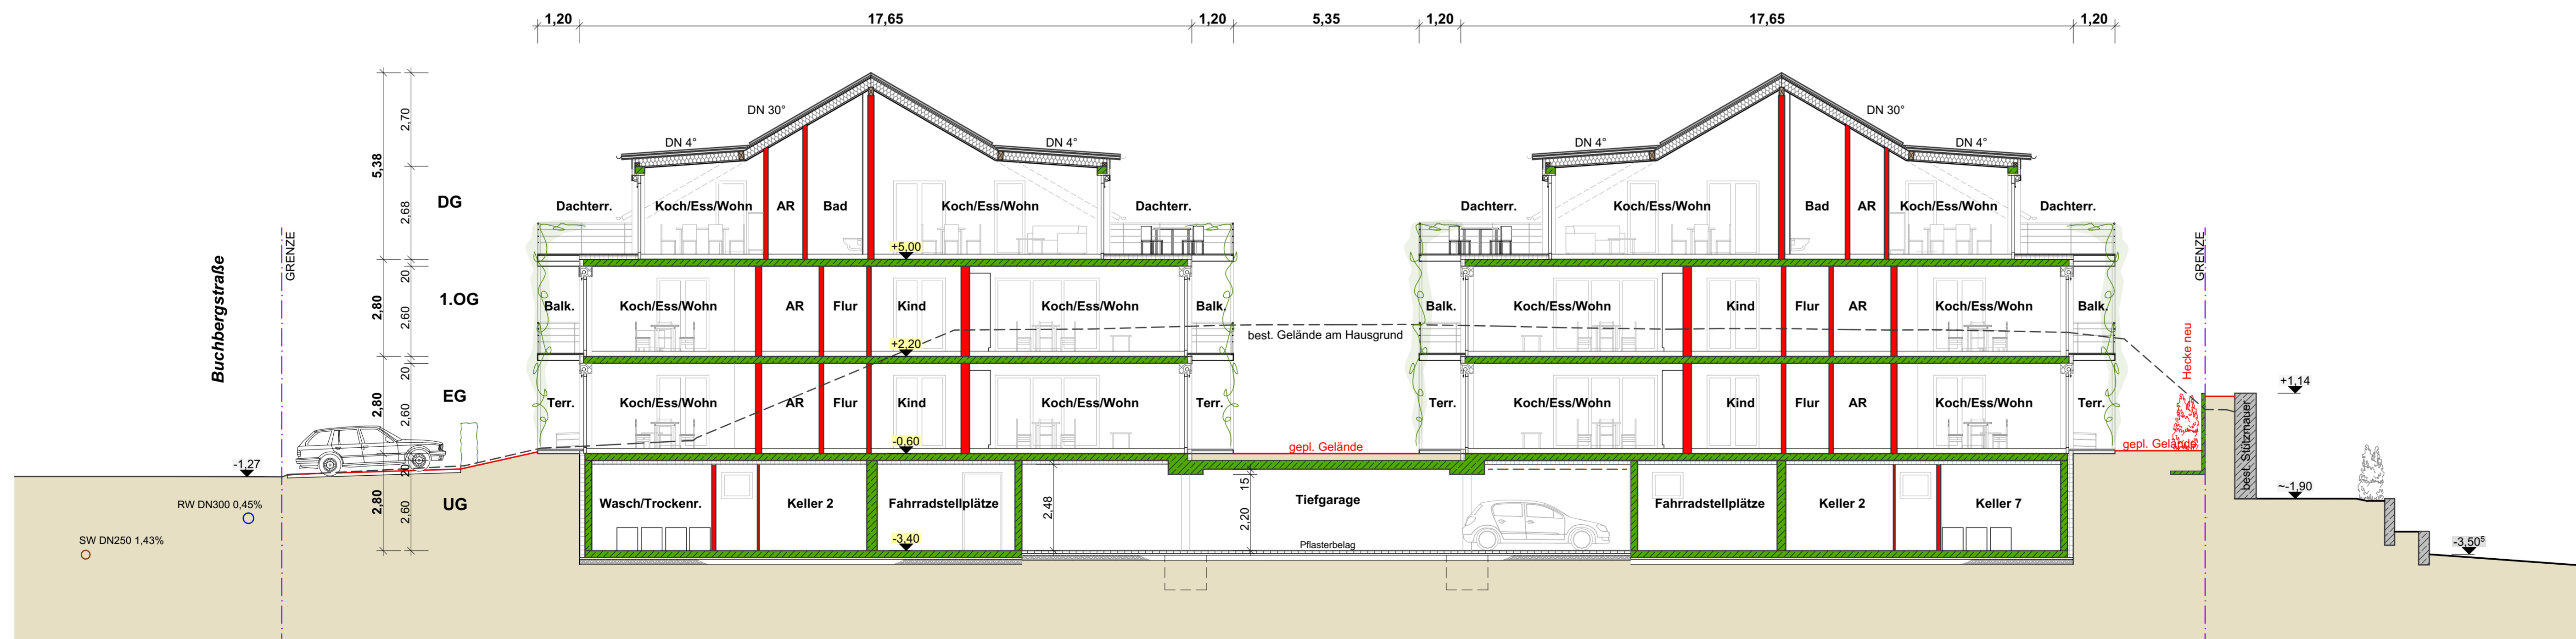 1,20 17,65 1,20 5,35 1,20 17,65 1,20
DN 30° DN 30°
DN 4° DN 4° DN 4° DN 4°
2,70
5,38
2,68
DG
Dachterr. Koch/Ess/Wohn AR Bad Koch/Ess/Wohn Dachterr. Dachterr. Koch/Ess/Wohn Bad AR Koch/Ess/Wohn Dachterr.
+5,00
Buchbergstraße
GRENZE
GRENZE
20
2,80
2,60
1.OG
Balk. Koch/Ess/Wohn AR Flur Kind Koch/Ess/Wohn Balk. Balk. Koch/Ess/Wohn Kind Flur AR Koch/Ess/Wohn Balk.
best. Gelände am Hausgrund
+2,20
Hecke neu
+1,14
20
2,80
2,60
EG
Terr. Koch/Ess/Wohn AR Flur Kind Koch/Ess/Wohn Terr. Terr. Koch/Ess/Wohn Kind Flur AR Koch/Ess/Wohn Terr.
best. Stützmauer
-0,60
gepl. Gelände gepl. Gelände
-1,27
~-1,90
20
2,80
2,60
UG
RW DN300 0,45%
Wasch/Trockenr. Keller 2 Fahrradstellplätze 2,48 15 2,20 Tiefgarage Fahrradstellplätze Keller 2 Keller 7
SW DN250 1,43%
-3,40
Pflasterbelag
-3,50⁵